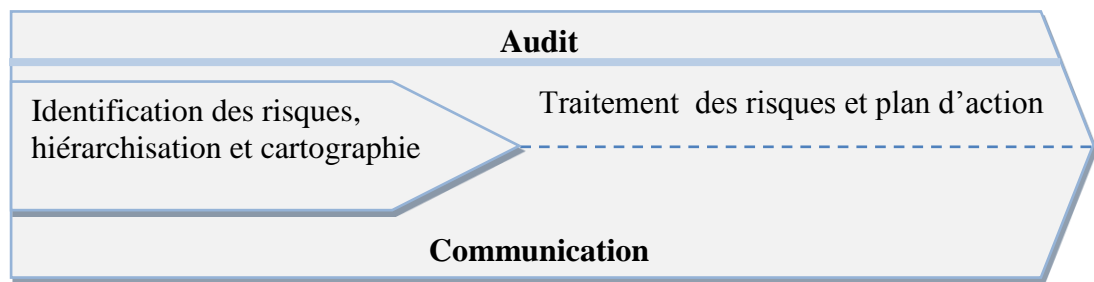 Audit
Identification des risques,
hiérarchisation et cartographie
Traitement des risques et plan d’action
Communication